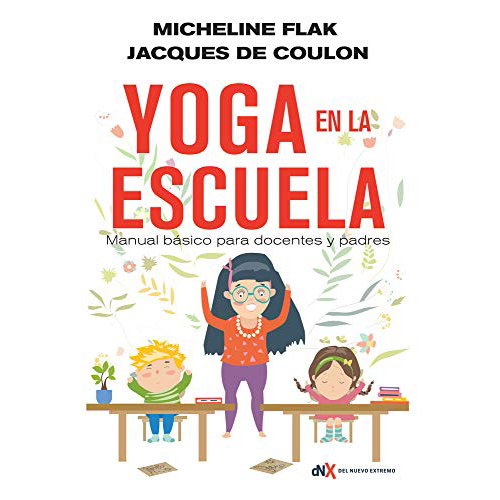 MICHELINE FLAK
JACQUES DE COULON
YOGA EN LA
ESCUELA
Manual básico para docentes y padres
dNX DEL NUEVO EXTREMO